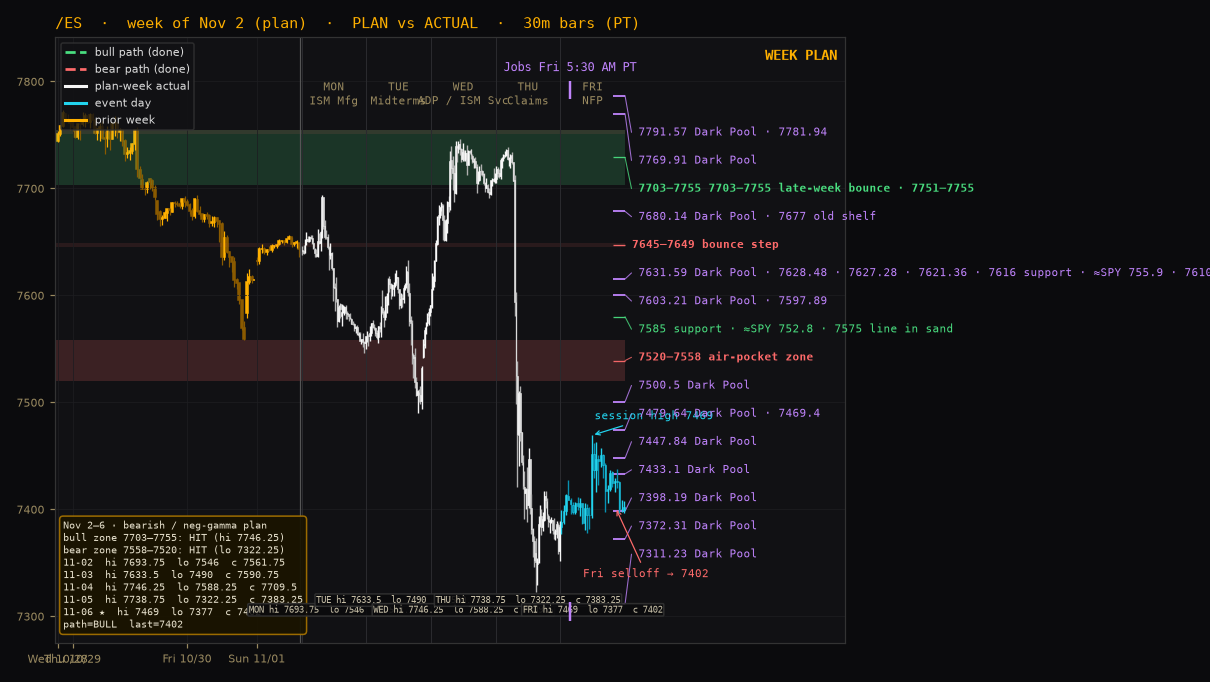 /ES · week of Nov 2 (plan) · PLAN vs ACTUAL · 30m bars (PT)
WEEK PLAN
bull path (done)
bear path (done)
plan-week actual
event day
prior week
Jobs Fri 5:30 AM PT
MON
ISM Mfg
TUE
Midterms
WED
ADP / ISM Svc
THU
Claims
FRI
NFP
7800
7700
7600
7500
7400
7300
7791.57 Dark Pool · 7781.94
7769.91 Dark Pool
7703–7755 7703–7755 late-week bounce · 7751–7755
7680.14 Dark Pool · 7677 old shelf
7645–7649 bounce step
7631.59 Dark Pool · 7628.48 · 7627.28 · 7621.36 · 7616 support · ≈SPY 755.9 · 7610
7603.21 Dark Pool · 7597.89
7585 support · ≈SPY 752.8 · 7575 line in sand
7520–7558 air-pocket zone
7500.5 Dark Pool
7479.64 Dark Pool · 7469.4
session high 7469
7447.84 Dark Pool
7433.1 Dark Pool
7398.19 Dark Pool
7372.31 Dark Pool
7311.23 Dark Pool
Fri selloff → 7402
Nov 2–6 · bearish / neg-gamma plan
bull zone 7703–7755: HIT (hi 7746.25)
bear zone 7558–7520: HIT (lo 7322.25)
11-02 hi 7693.75 lo 7546 c 7561.75
11-03 hi 7633.5 lo 7490 c 7590.75
11-04 hi 7746.25 lo 7588.25 c 7709.5
11-05 hi 7738.75 lo 7322.25 c 7383.25
11-06 ★ hi 7469 lo 7377 c 74
path=BULL last=7402
TUE hi 7633.5 lo 7490
THU hi 7738.75 lo 7322.25 c 7383.25
MON hi 7693.75 lo 7546
WED hi 7746.25 lo 7588.25 c
FRI hi 7469 lo 7377 c 7402
Wed 10/28
Thu 10/29
Fri 10/30
Sun 11/01